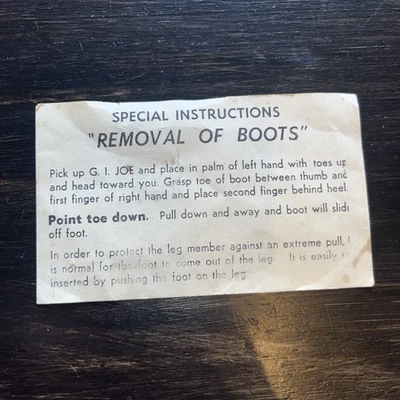 SPECIAL INSTRUCTIONS
"REMOVAL OF BOOTS"
Pick up G. I. JOE and place in palm of left hand with toes up
and head toward you. Grasp toe of boot between thumb and
first finger of right hand and place second finger behind heel.
Point toe down. Pull down and away and boot will slide
off foot.
In order to protect the leg member against an extreme pull,
is normal for the foot to come out of the leg. It is easily
inserted by pushing the foot on the leg.